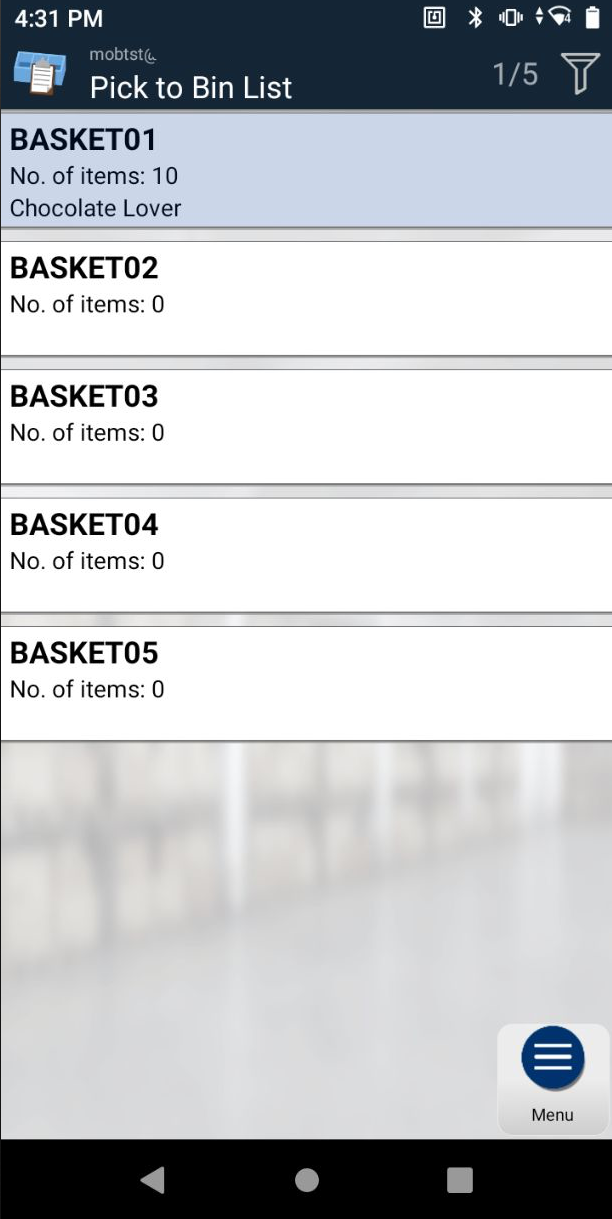 4:31 PM
mobtst
Pick to Bin List
1/5
BASKET01
No. of items: 10
Chocolate Lover
BASKET02
No. of items: 0
BASKET03
No. of items: 0
BASKET04
No. of items: 0
BASKET05
No. of items: 0
Menu